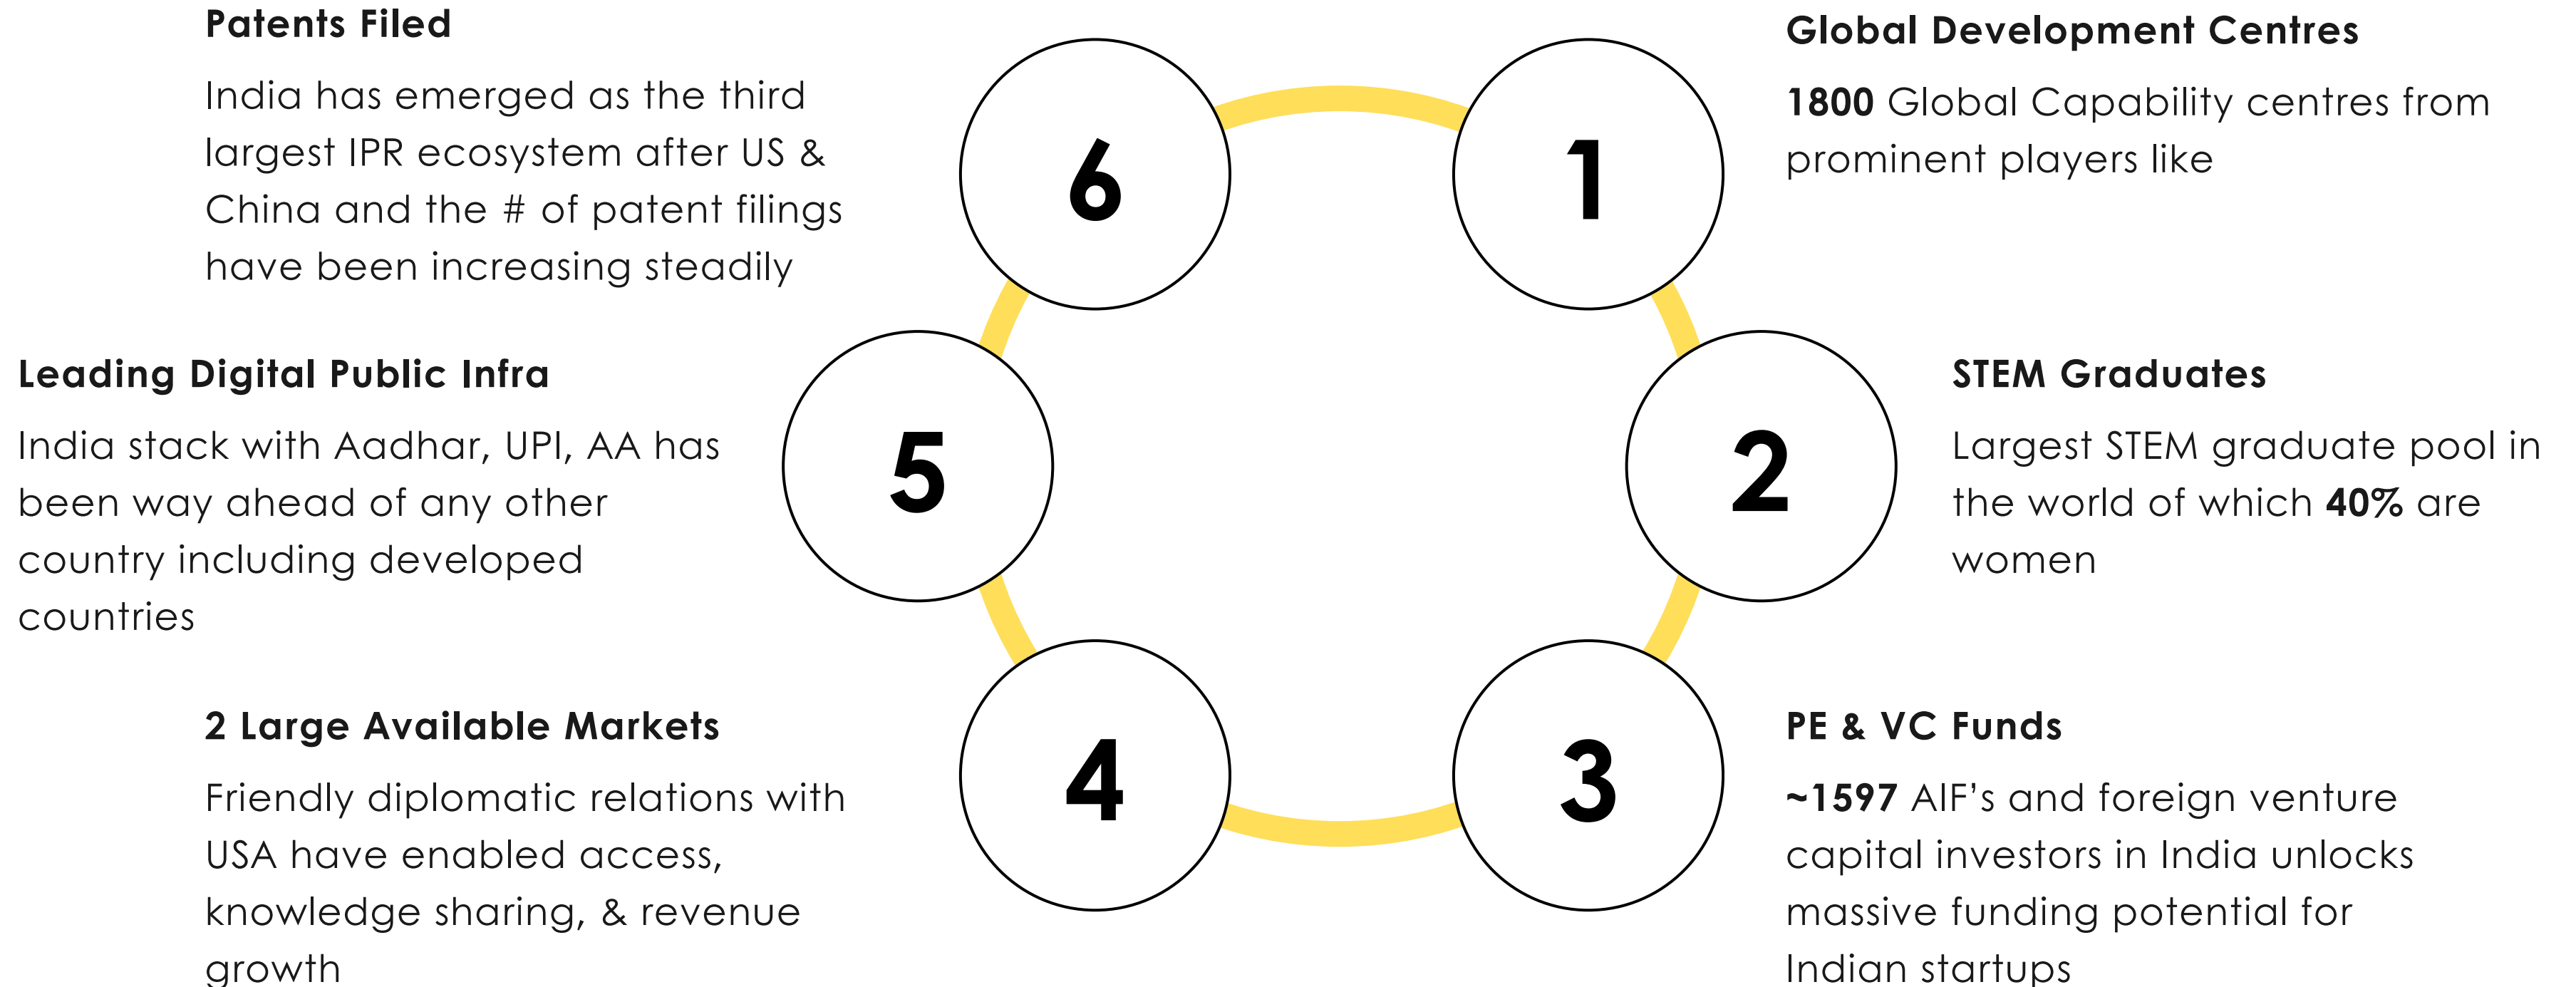 Patents Filed
India has emerged as the third
largest IPR ecosystem after US &
China and the # of patent filings
have been increasing steadily
6
1
Global Development Centres
1800 Global Capability centres from
prominent players like
Leading Digital Public Infra
India stack with Aadhar, UPI, AA has
been way ahead of any other
country including developed
countries
5
2
STEM Graduates
Largest STEM graduate pool in
the world of which 40% are
women
2 Large Available Markets
Friendly diplomatic relations with
USA have enabled access,
knowledge sharing, & revenue
growth
4
3
PE & VC Funds
~1597 AIF’s and foreign venture
capital investors in India unlocks
massive funding potential for
Indian startups